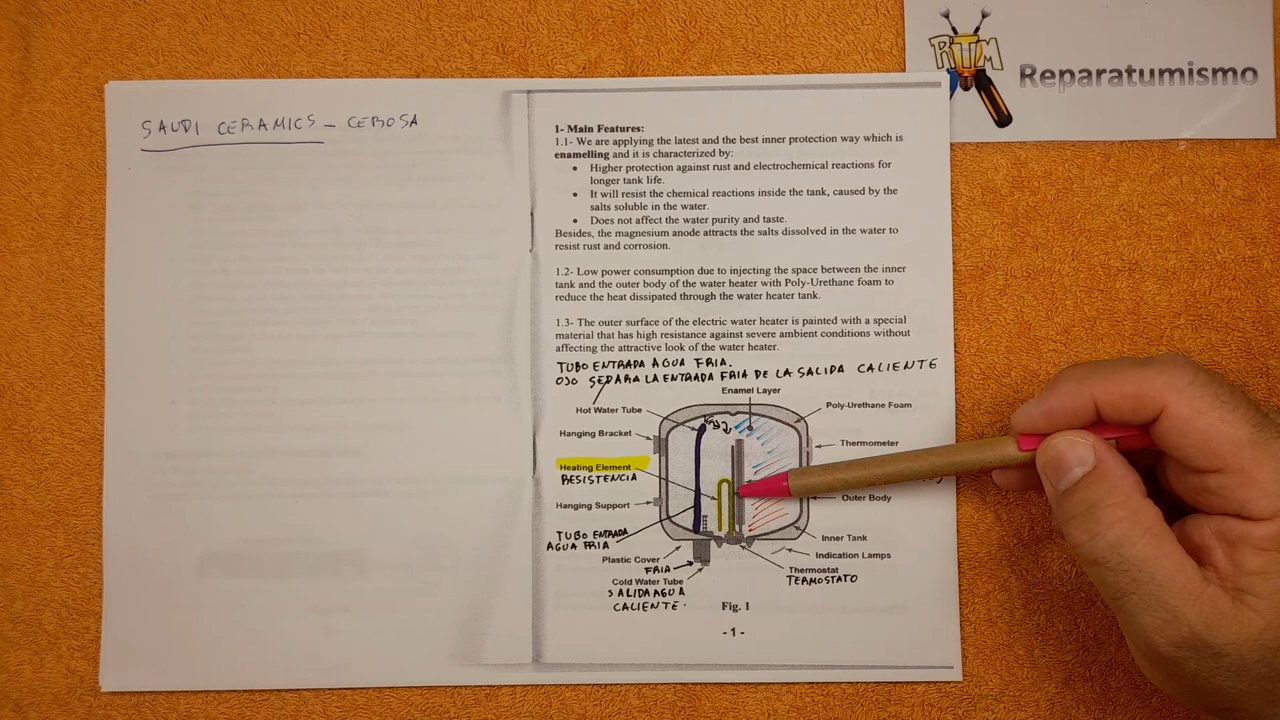 RTM
Reparatumismo
SAUDI CERAMICS - CEROSA
1- Main Features:
1.1- We are applying the latest and the best inner protection way which is
enamelling and it is characterized by:
• Higher protection against rust and electrochemical reactions for
longer tank life.
• It will resist the chemical reactions inside the tank, caused by the
salts soluble in the water.
• Does not affect the water purity and taste.
Besides, the magnesium anode attracts the salts dissolved in the water to
resist rust and corrosion.
1.2- Low power consumption due to injecting the space between the inner
tank and the outer body of the water heater with Poly-Urethane foam to
reduce the heat dissipated through the water heater tank.
1.3- The outer surface of the electric water heater is painted with a special
material that has high resistance against severe ambient conditions without
affecting the attractive look of the water heater.
TUBO ENTRADA AGUA FRIA.
OJO SEPARA LA ENTRADA FRIA DE LA SALIDA CALIENTE
Enamel Layer
Hot Water Tube
Poly-Urethane Foam
Hanging Bracket
Thermometer
Heating Element
RESISTENCIA
Outer Body
Hanging Support
TUBO ENTRADA
AGUA FRIA
Inner Tank
Plastic Cover
Indication Lamps
FRIA
Thermostat
Cold Water Tube
TERMOSTATO
SALIDA AGUA
CALIENTE.
Fig. 1
- 1 -